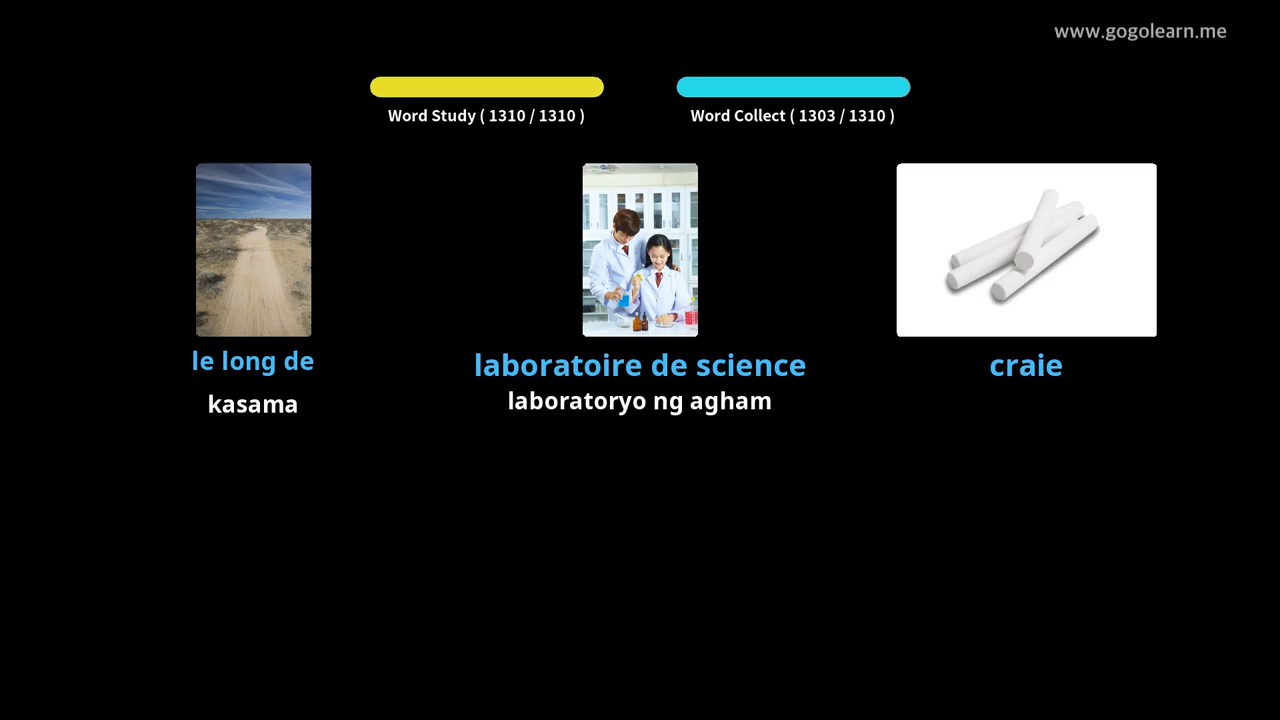 www.gogolearn.me
Word Study ( 1310 / 1310 )
Word Collect ( 1303 / 1310 )
le long de
kasama
laboratoire de science
laboratoryo ng agham
craie